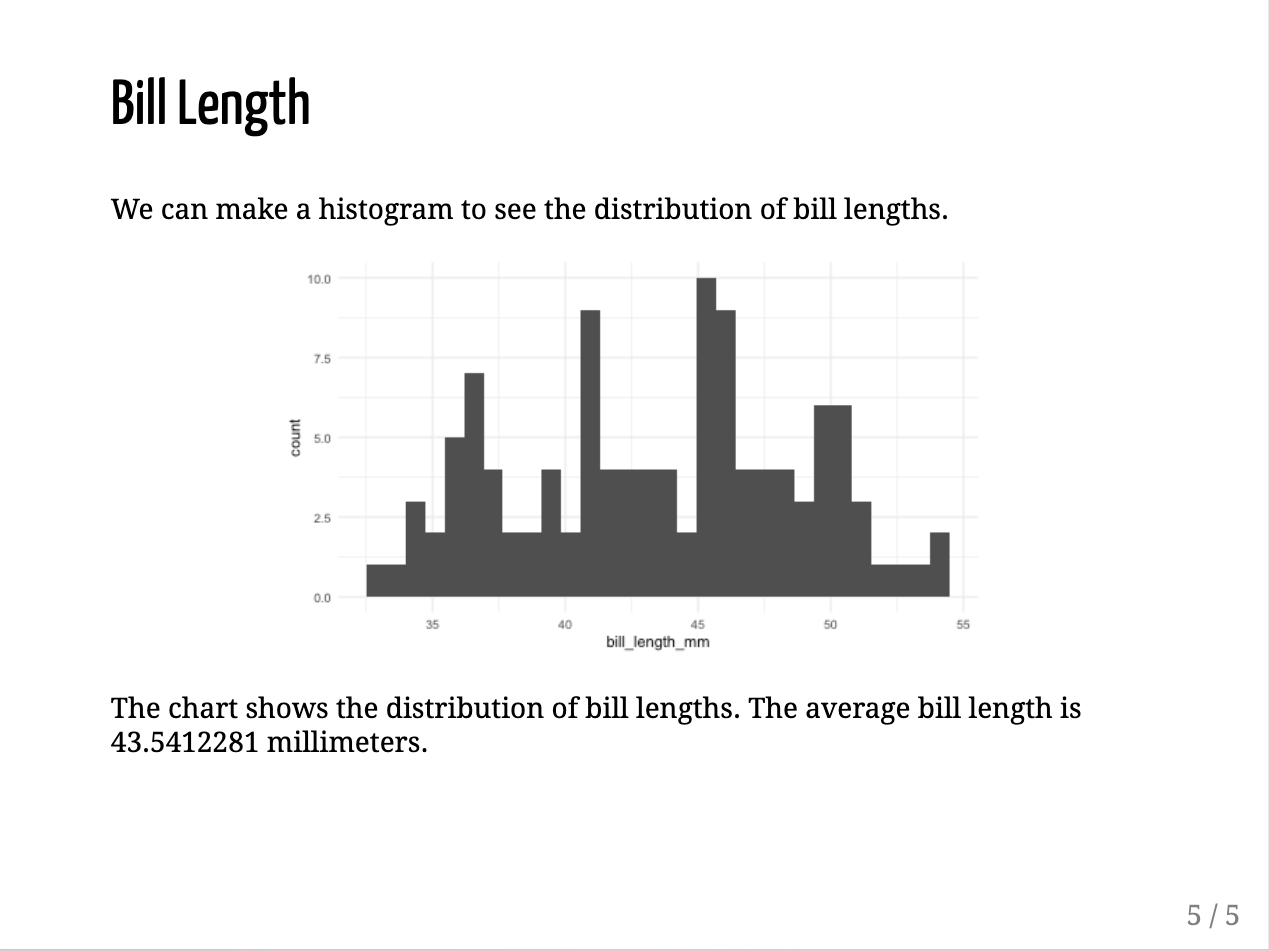 Bill Length
We can make a histogram to see the distribution of bill lengths.
10.0
7.5
5.0
2.5
0.0
count
35 40 45 50 55
bill_length_mm
The chart shows the distribution of bill lengths. The average bill length is
43.5412281 millimeters.
5 / 5